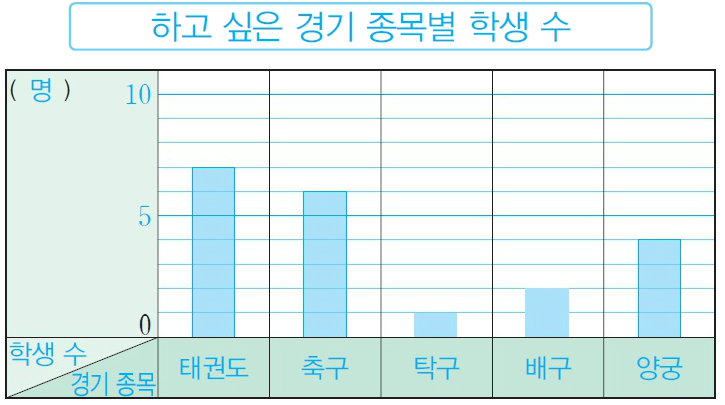 하고 싶은 경기 종목별 학생 수
( 명 )
10
5
0
학생 수
경기 종목
태권도 축구 탁구 배구 양궁